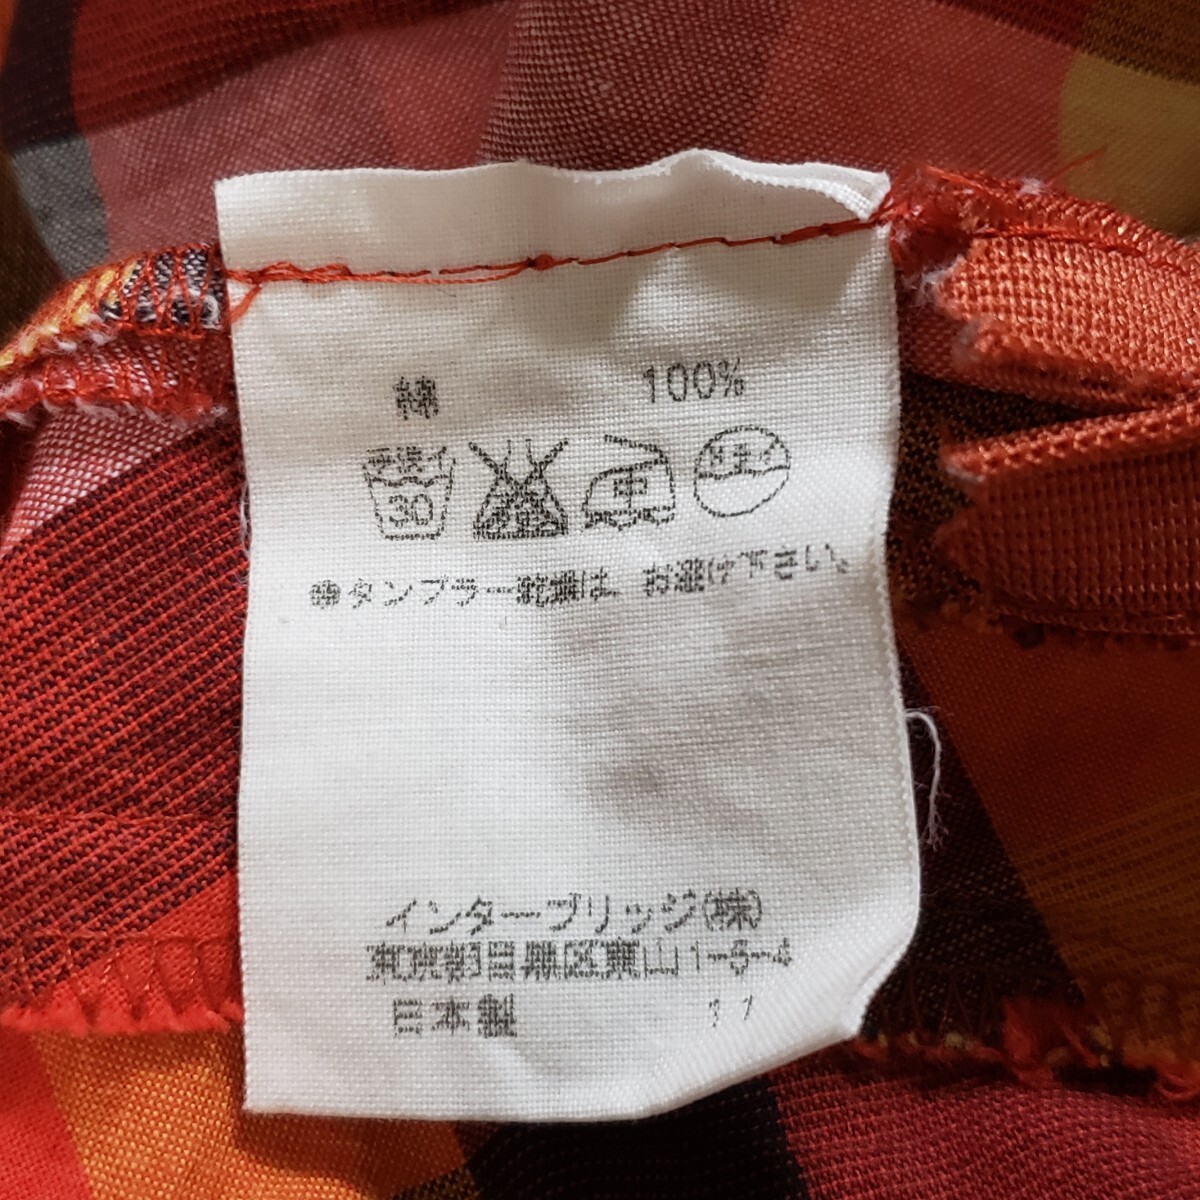 綿 100%
手洗イ 30 中 セキイ
タンブラー乾燥は、お避け下さい。
インターブリッジ(株)
東京都目黒区東山1-5-4
日本製